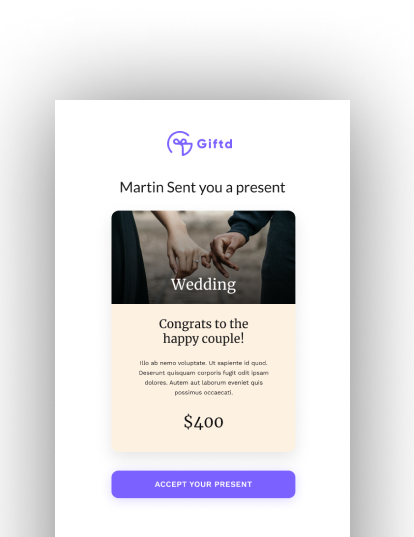 Giftd
Martin Sent you a present
Wedding
Congrats to the
happy couple!
Illo ab nemo voluptate. Ut sapiente id quod.
Deserunt quisquam corporis fugit odit ipsam
dolores. Autem aut laborum eveniet quis
possimus occaecati.
$400
ACCEPT YOUR PRESENT